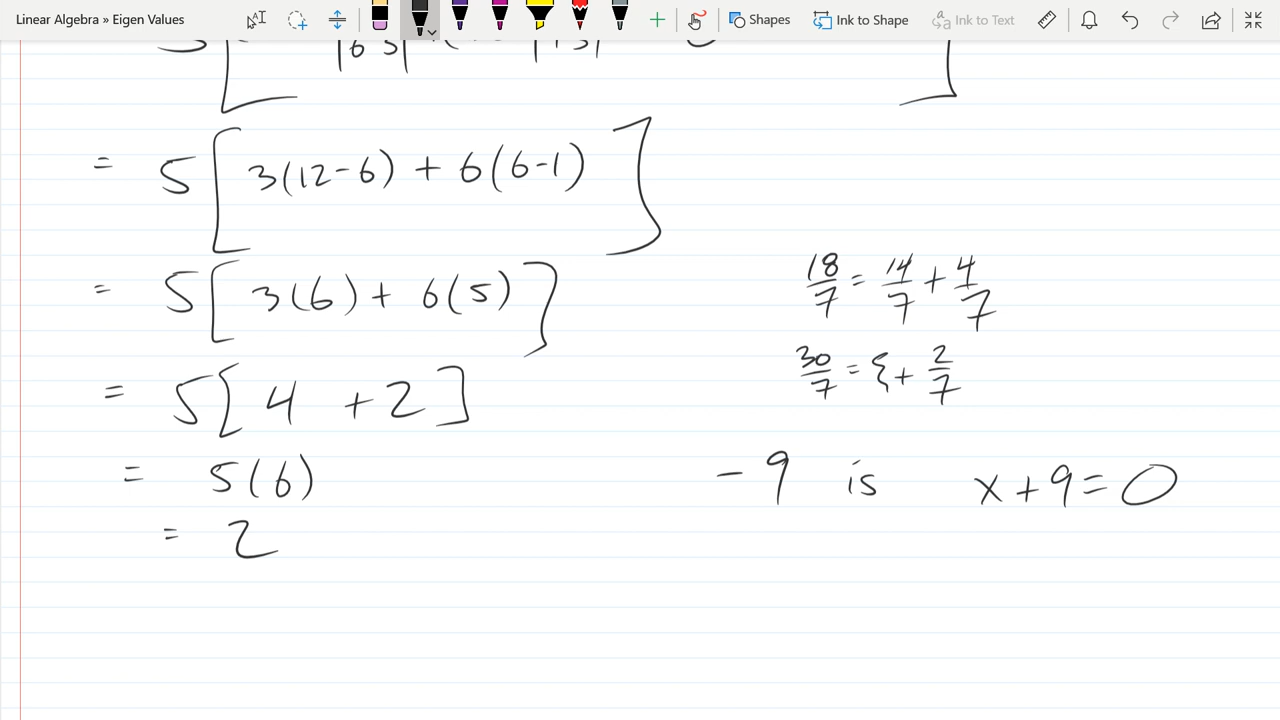 Linear Algebra » Eigen Values
Shapes
Ink to Shape
Ink to Text
= 5[3(12-6) + 6(6-1)]
= 5[3(6) + 6(5)]
18/7 = 14/7 + 4/7
30/7 = { + 2/7
= 5[4 + 2]
= 5(6)
-9 is x+9=0
= 2